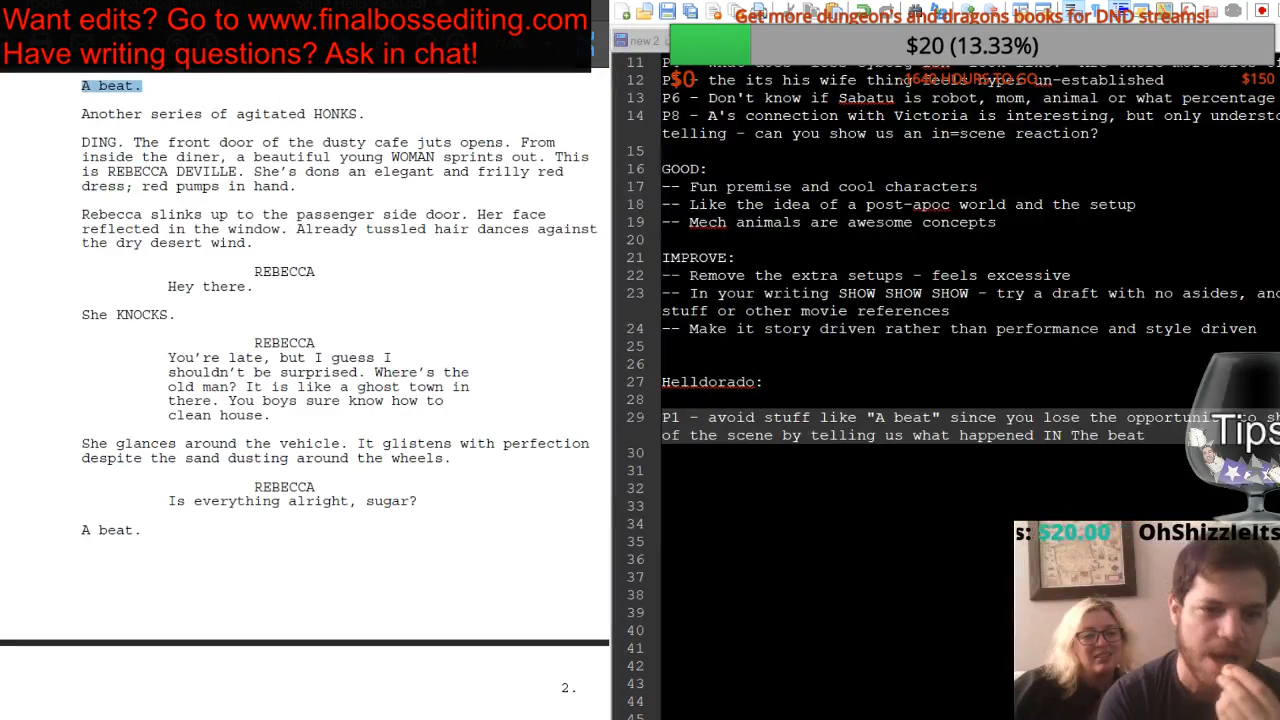 Want edits? Go to www.finalbossediting.com
Have writing questions? Ask in chat!
A beat.
Another series of agitated HONKS.
DING. The front door of the dusty cafe juts opens. From
inside the diner, a beautiful young WOMAN sprints out. This
is REBECCA DEVILLE. She's dons an elegant and frilly red
dress; red pumps in hand.
Rebecca slinks up to the passenger side door. Her face
reflected in the window. Already tussled hair dances against
the dry desert wind.
REBECCA
Hey there.
She KNOCKS.
REBECCA
You're late, but I guess I
shouldn't be surprised. Where's the
old man? It is like a ghost town in
there. You boys sure know how to
clean house.
She glances around the vehicle. It glistens with perfection
despite the sand dusting around the wheels.
REBECCA
Is everything alright, sugar?
A beat.
2.
Get more dungeon's and dragons books for DND streams!
new 2
$20 (13.33%)
$0
1640 HOURS TO GO
$150
11
12 the its his wife thing feels hyper un-established
13 P6 - Don't know if Sabatu is robot, mom, animal or what percentage
14 P8 - A's connection with Victoria is interesting, but only understo
telling - can you show us an in=scene reaction?
15
16 GOOD:
17 -- Fun premise and cool characters
18 -- Like the idea of a post-apoc world and the setup
19 -- Mech animals are awesome concepts
20
21 IMPROVE:
22 -- Remove the extra setups - feels excessive
23 -- In your writing SHOW SHOW SHOW - try a draft with no asides, and
stuff or other movie references
24 -- Make it story driven rather than performance and style driven
25
26
27 Helldorado:
28
29 P1 - avoid stuff like "A beat" since you lose the opportunit to sh
of the scene by telling us what happened IN The beat
30
31
32
33
34
35
36
37
38
39
40
41
42
43
44
45
Tips
s: $20.00 OhShizzleIts